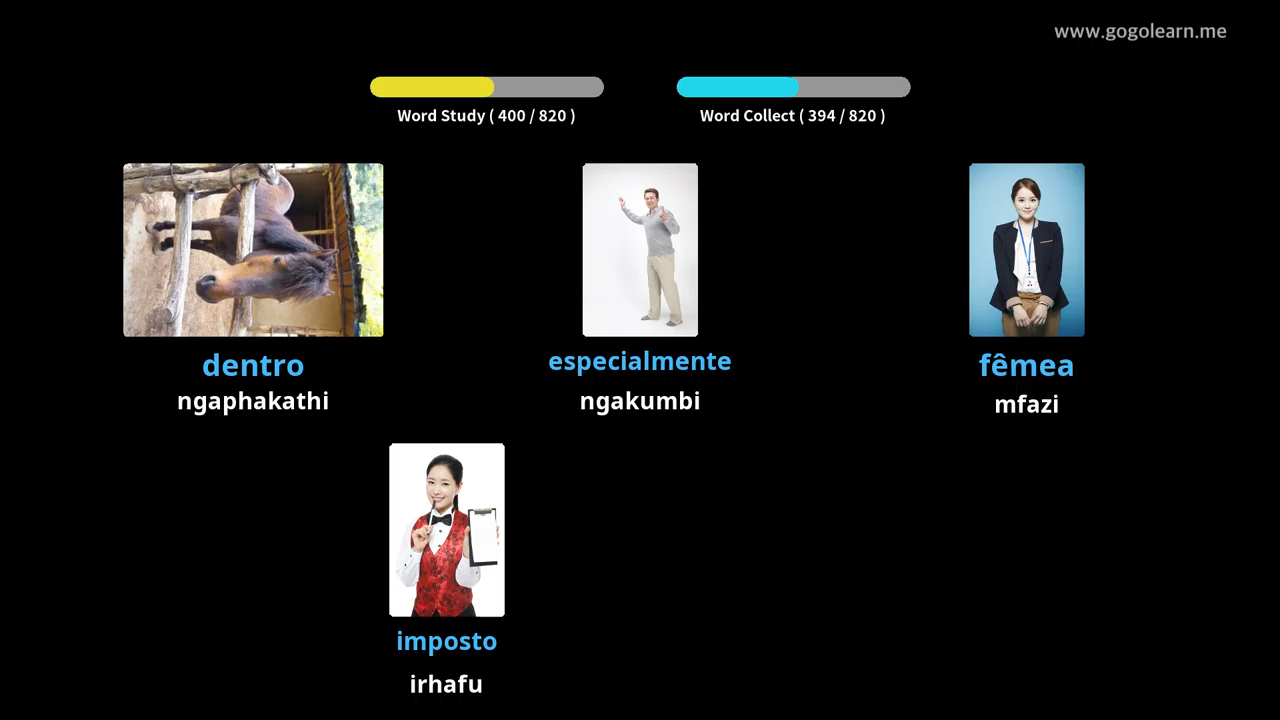 www.gogolearn.me
Word Study ( 400 / 820 )
Word Collect ( 394 / 820 )
dentro
ngaphakathi
especialmente
ngakumbi
fêmea
mfazi
imposto
irhafu